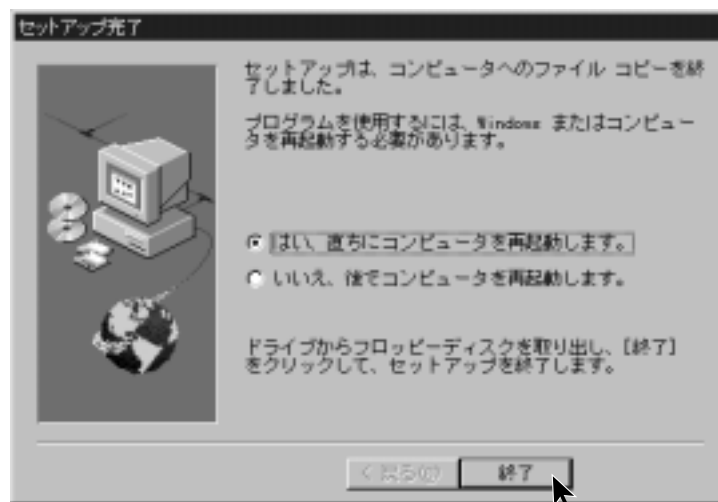 セットアップ完了
セットアップは、コンピュータへのファイル コピーを終
了しました。
プログラムを使用するには、Windows またはコンピュー
タを再起動する必要があります。
はい、直ちにコンピュータを再起動します。
いいえ、後でコンピュータを再起動します。
ドライブからフロッピーディスクを取り出し、[終了]
をクリックして、セットアップを終了します。
< 戻る(B)
終了